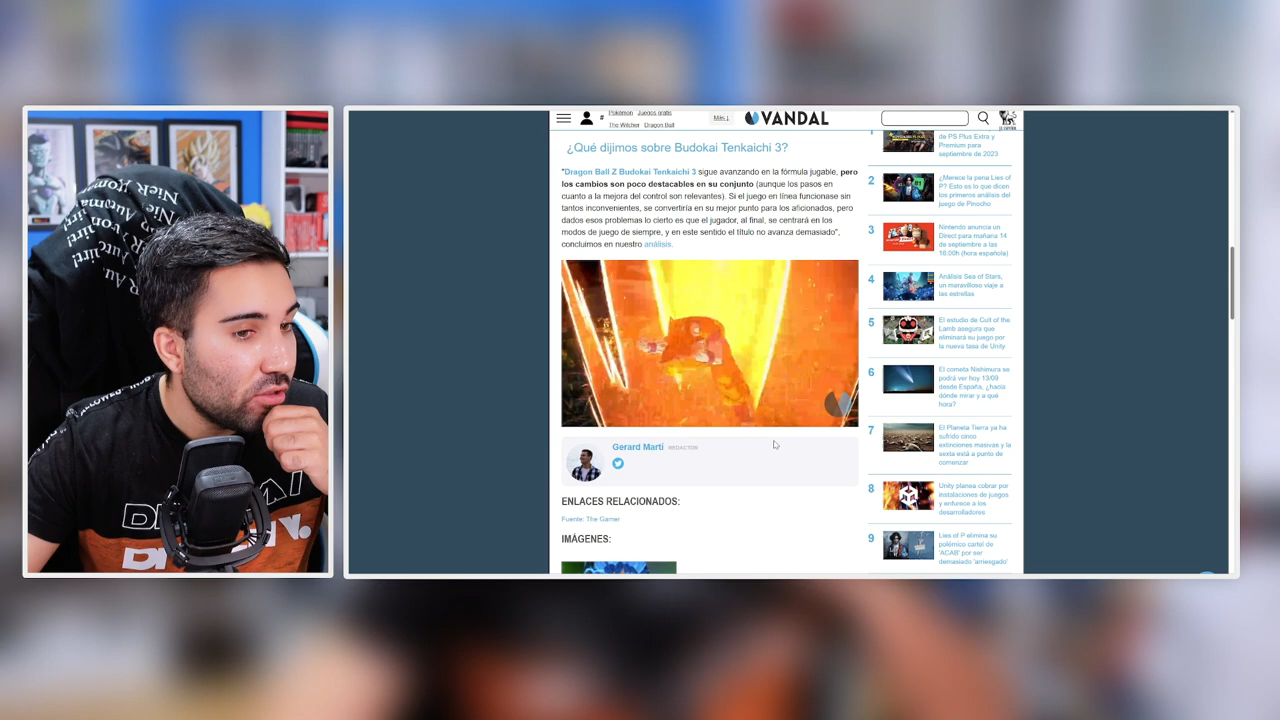 Pokémon Juegos gratis
#
The Witcher Dragon Ball
Más ↓
VANDAL
¿Qué dijimos sobre Budokai Tenkaichi 3?
"Dragon Ball Z Budokai Tenkaichi 3 sigue avanzando en la fórmula jugable, pero
los cambios son poco destacables en su conjunto (aunque los pasos en
cuanto a la mejora del control son relevantes). Si el juego en línea funcionase sin
tantos inconvenientes, se convertiría en su mejor punto para los aficionados, pero
dados esos problemas lo cierto es que el jugador, al final, se centrará en los
modos de juego de siempre, y en este sentido el título no avanza demasiado",
concluimos en nuestro análisis.
Gerard Martí REDACTOR
ENLACES RELACIONADOS:
Fuente: The Gamer
IMÁGENES:
de PS Plus Extra y
Premium para
septiembre de 2023
2
¿Merece la pena Lies of
P? Esto es lo que dicen
los primeros análisis del
juego de Pinocho
3
Nintendo anuncia un
Direct para mañana 14
de septiembre a las
16:00h (hora española)
4
Análisis Sea of Stars,
un maravilloso viaje a
las estrellas
5
El estudio de Cult of the
Lamb asegura que
eliminará su juego por
la nueva tasa de Unity
6
El cometa Nishimura se
podrá ver hoy 13/09
desde España, ¿hacia
dónde mirar y a qué
hora?
7
El Planeta Tierra ya ha
sufrido cinco
extinciones masivas y la
sexta está a punto de
comenzar
8
Unity planea cobrar por
instalaciones de juegos
y enfurece a los
desarrolladores
9
Lies of P elimina su
polémico cartel de
'ACAB' por ser
demasiado 'arriesgado'